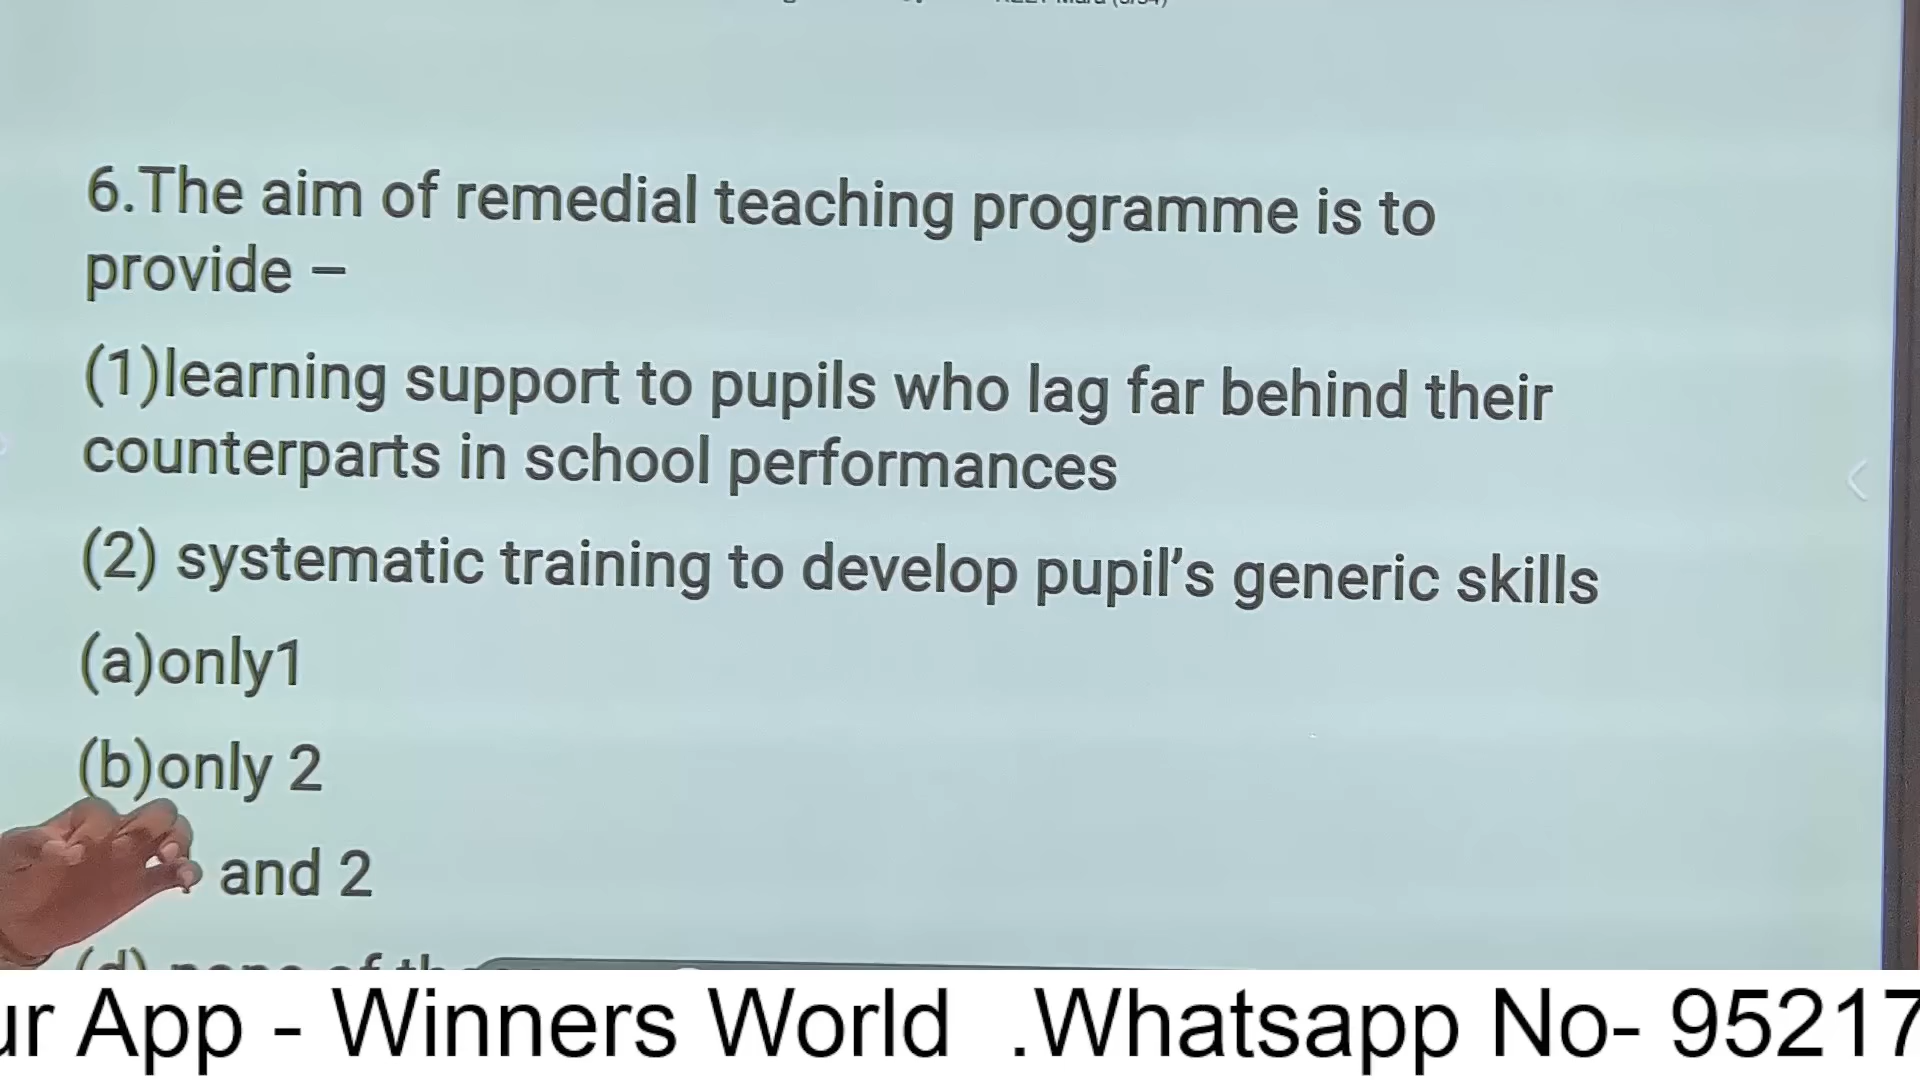 6.The aim of remedial teaching programme is to
provide –
(1)learning support to pupils who lag far behind their
counterparts in school performances
(2) systematic training to develop pupil's generic skills
(a)only1
(b)only 2
and 2
(d) none of
ur App - Winners World .Whatsapp No- 95217